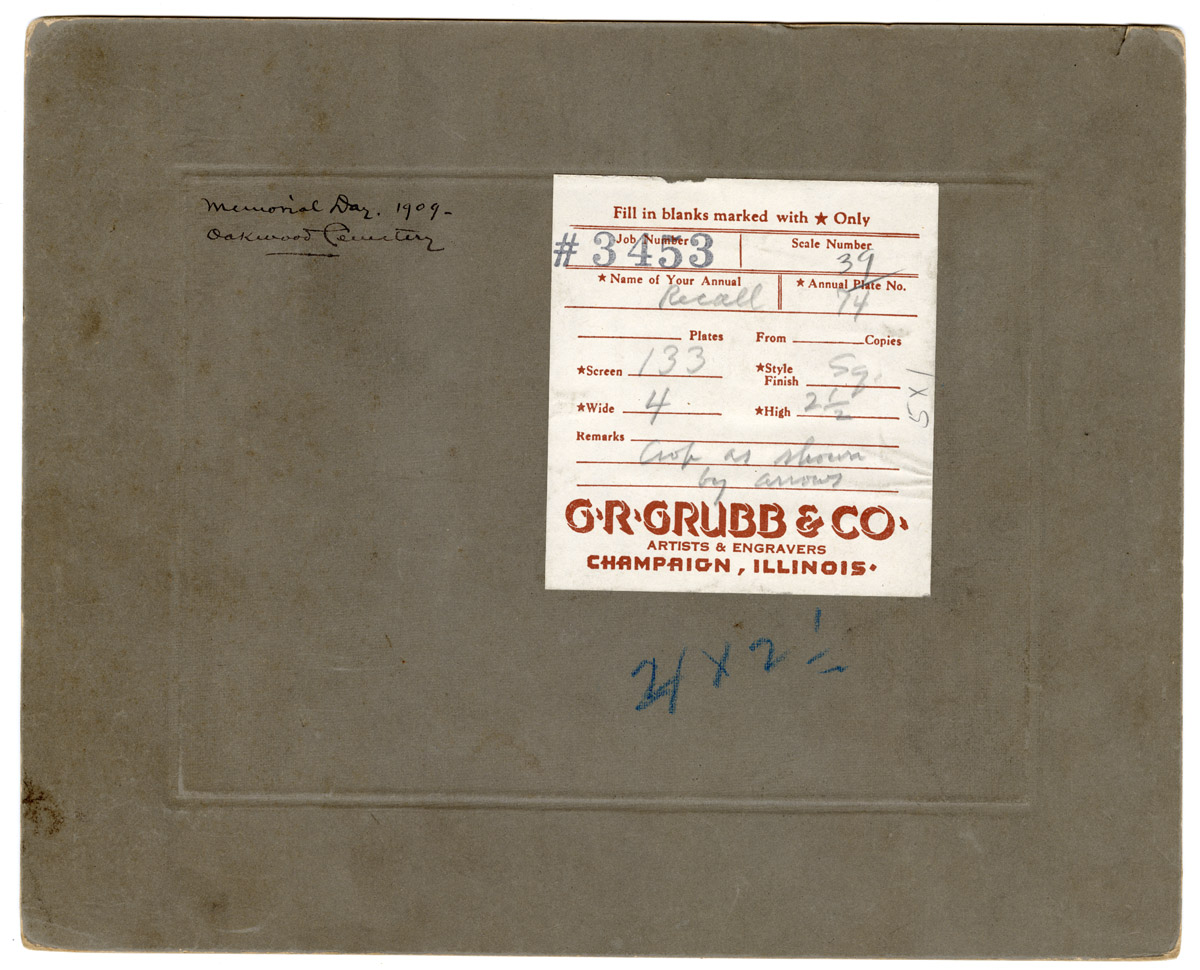 Memorial Day. 1909-
Oakwood Cemetery
Fill in blanks marked with ★ Only
Job Number Scale Number
#3453 39
★ Name of Your Annual ★ Annual Plate No.
Recall 74
Plates From Copies
★Screen 133 ★Style Finish Sq.
★Wide 4 ★High 2½
5x1
Remarks
Crop as shown
by arrows
G·R·GRUBB & CO·
ARTISTS & ENGRAVERS
CHAMPAIGN, ILLINOIS·
4 x 2 1